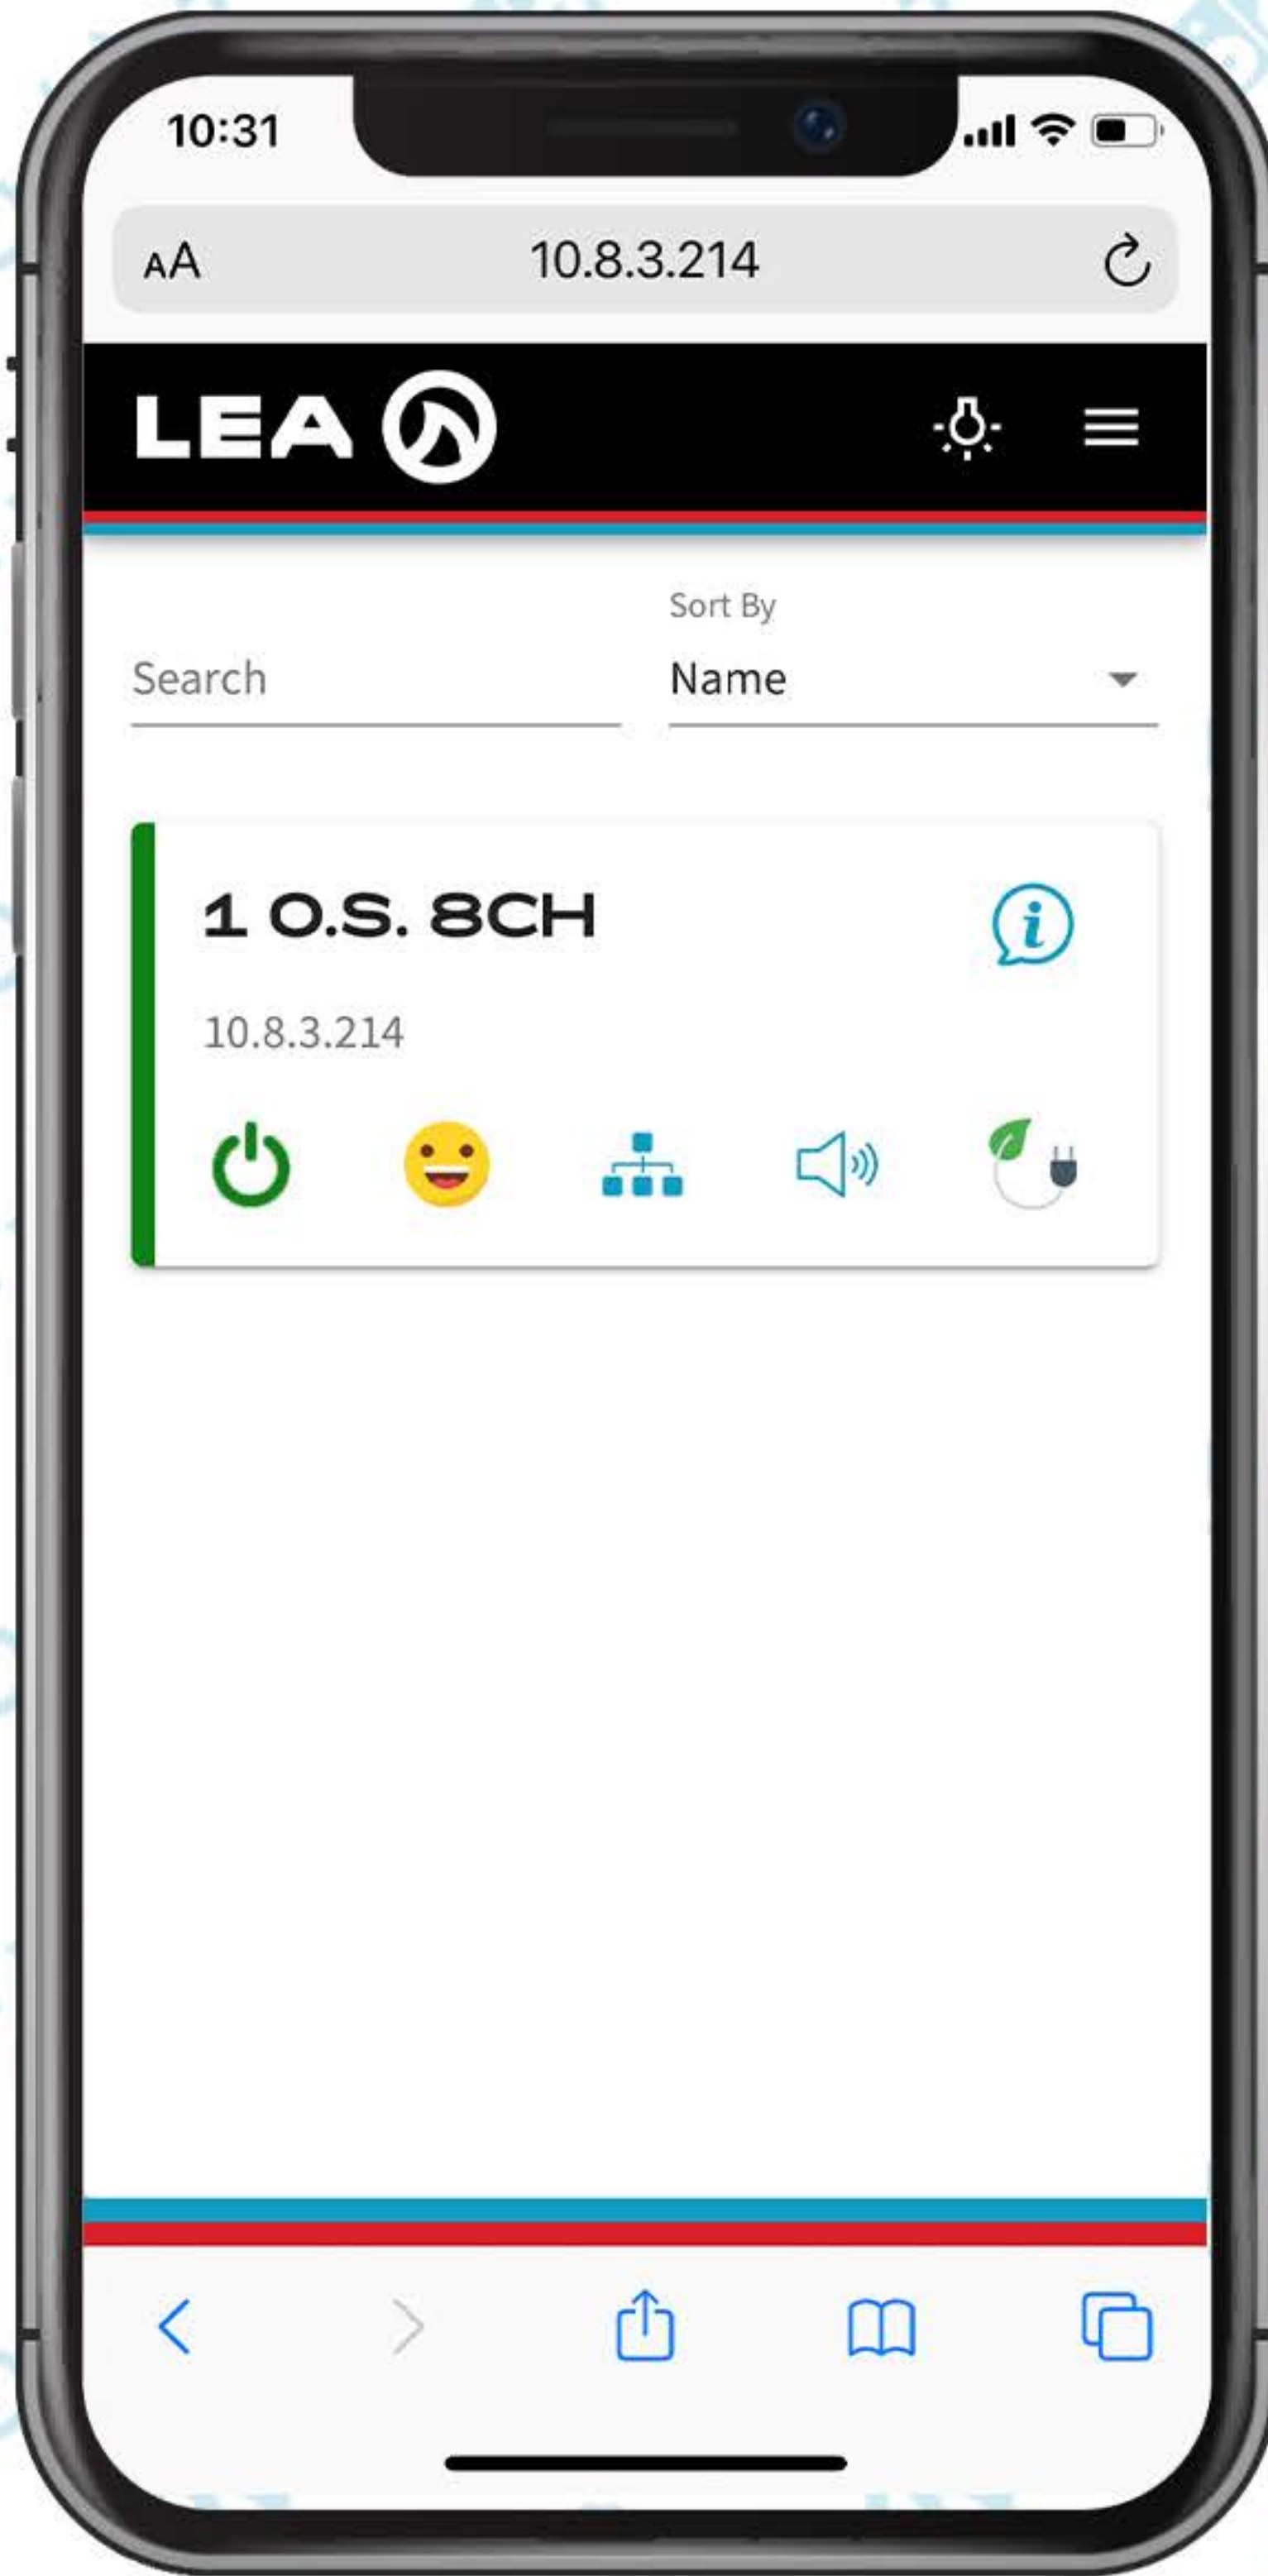 10:31
AA 10.8.3.214
LEA
Sort By
Search
Name
1 O.S. 8CH
i
10.8.3.214